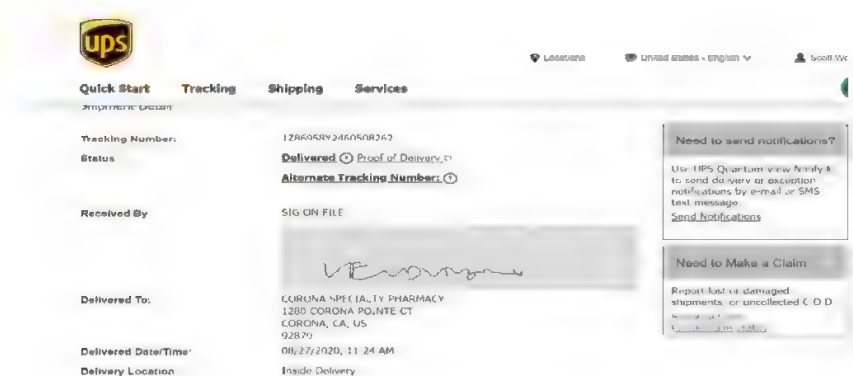 ups
Locations
United States - English
Scott
Quick Start Tracking Shipping Services
Shipment Detail
Tracking Number:
Status Delivered Proof of Delivery
Alternate Tracking Number:
Received By SIG ON FILE
Delivered To: CORONA SPECIALTY PHARMACY
1280 CORONA POINTE CT
CORONA, CA, US
92879
Delivered Date/Time: 08/27/2020, 11:24 AM
Delivery Location Inside Delivery
Need to send notifications?
Use UPS Quantum View Notify
to send delivery or exception
notifications by e-mail or SMS
text message
Send Notifications
Need to Make a Claim
Report lost or damaged
shipments, or uncollected C.O.D